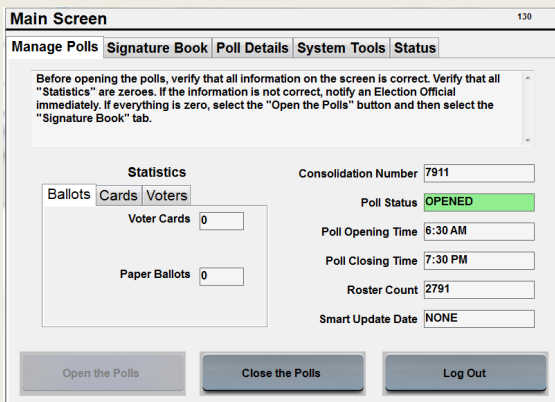 Main Screen
130
Manage Polls Signature Book Poll Details System Tools Status
Before opening the polls, verify that all information on the screen is correct. Verify that all
"Statistics" are zeroes. If the information is not correct, notify an Election Official
immediately. If everything is zero, select the "Open the Polls" button and then select the
"Signature Book" tab.
Statistics
Ballots Cards Voters
Voter Cards 0
Paper Ballots 0
Consolidation Number 7911
Poll Status OPENED
Poll Opening Time 6:30 AM
Poll Closing Time 7:30 PM
Roster Count 2791
Smart Update Date NONE
Open the Polls
Close the Polls
Log Out